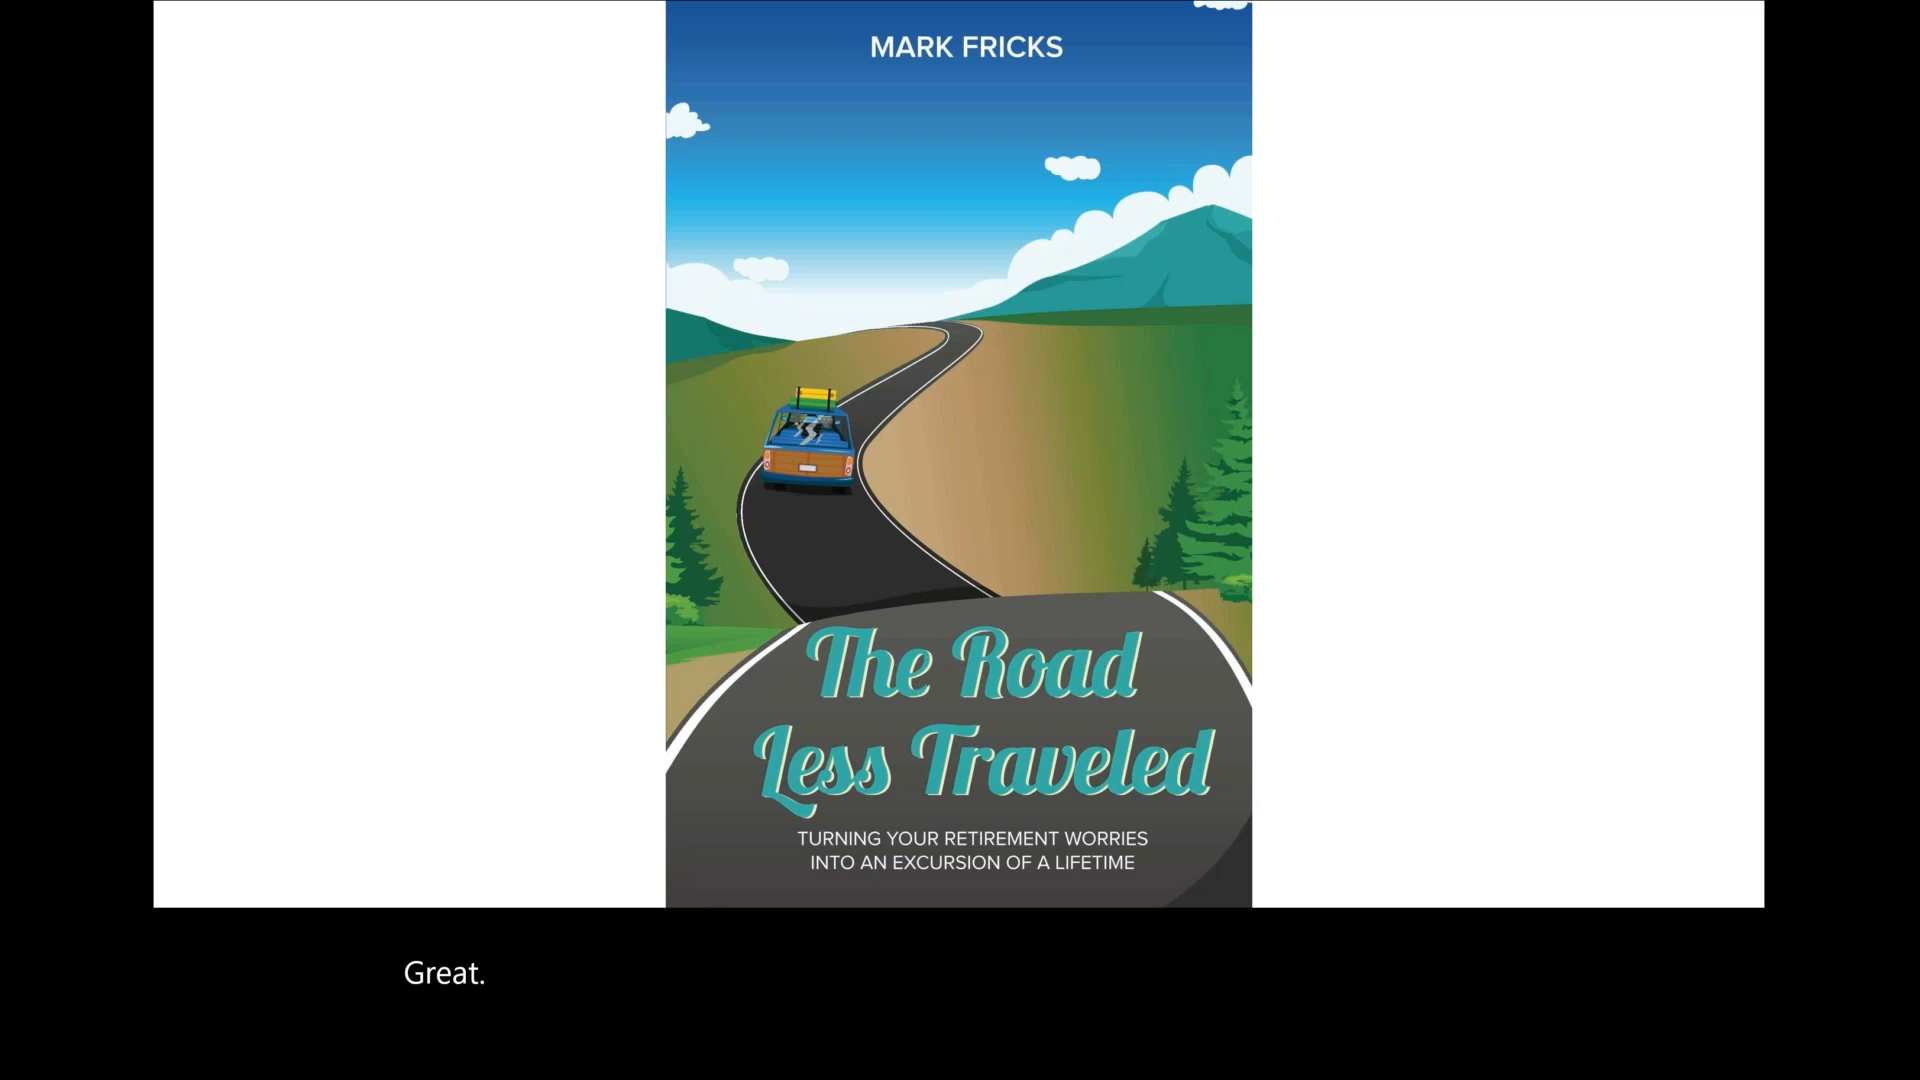 MARK FRICKS
The Road
Less Traveled
TURNING YOUR RETIREMENT WORRIES
INTO AN EXCURSION OF A LIFETIME
Great.